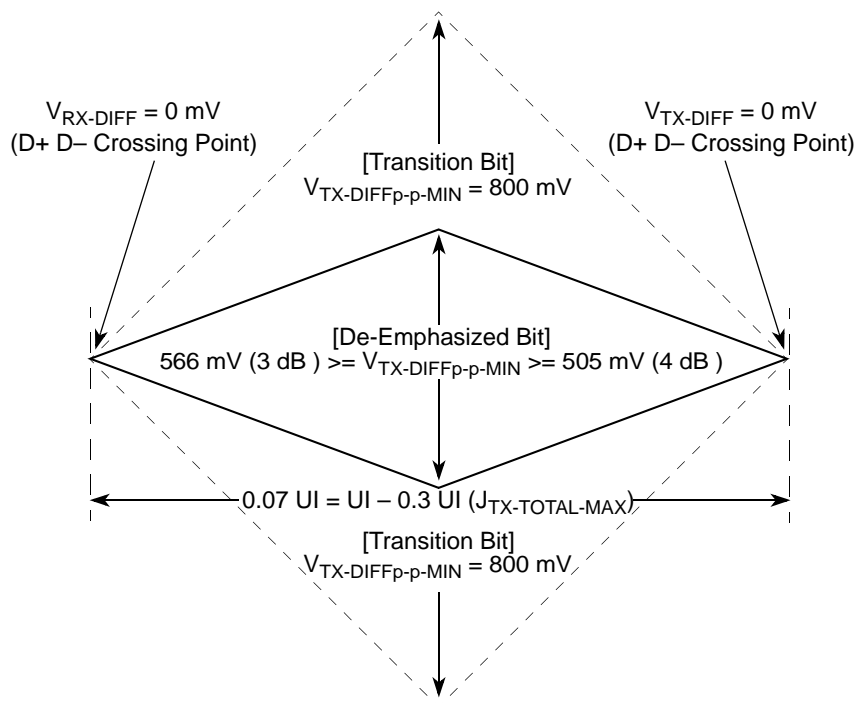 V_RX-DIFF = 0 mV
(D+ D– Crossing Point)
V_TX-DIFF = 0 mV
(D+ D– Crossing Point)
[Transition Bit]
V_TX-DIFFp-p-MIN = 800 mV
[De-Emphasized Bit]
566 mV (3 dB ) >= V_TX-DIFFp-p-MIN >= 505 mV (4 dB )
0.07 UI = UI – 0.3 UI (J_TX-TOTAL-MAX)
[Transition Bit]
V_TX-DIFFp-p-MIN = 800 mV